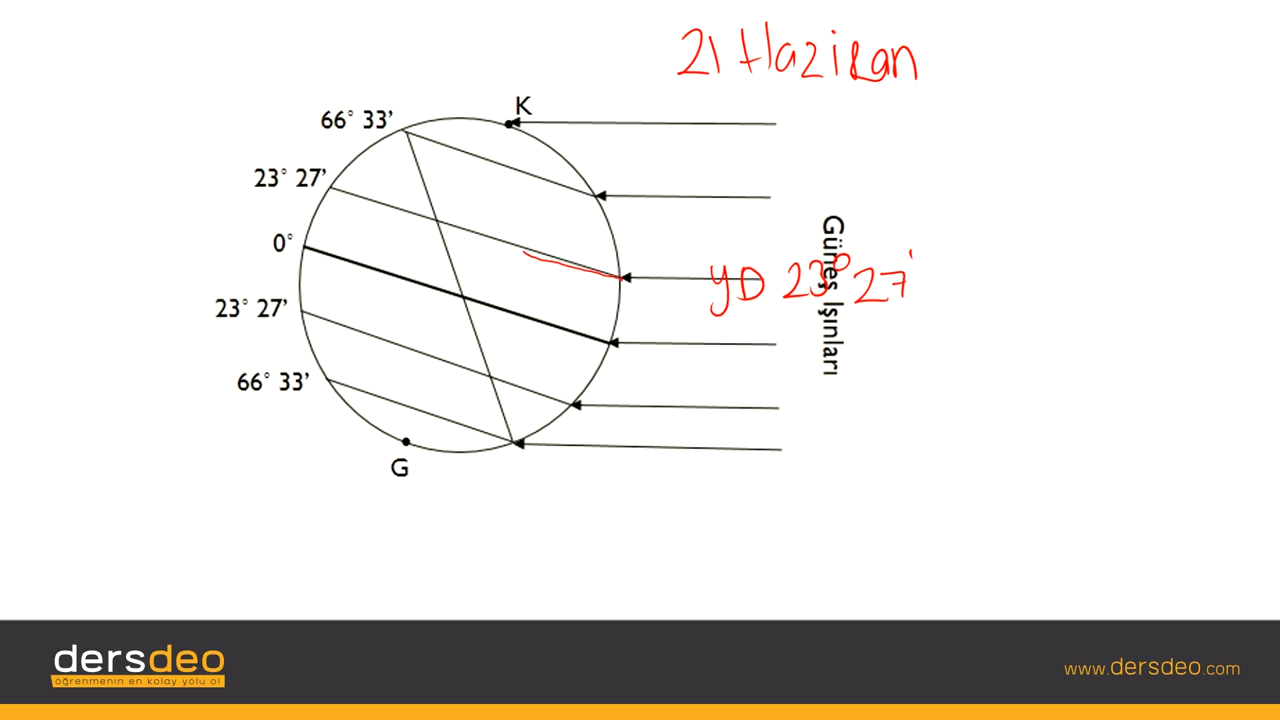 21 Haziran
K
66° 33'
23° 27'
0°
23° 27'
66° 33'
G
YD 23° 27'
Güneş Işınları
dersdeo
öğrenmenin en kolay yolu o!
www.dersdeo.com